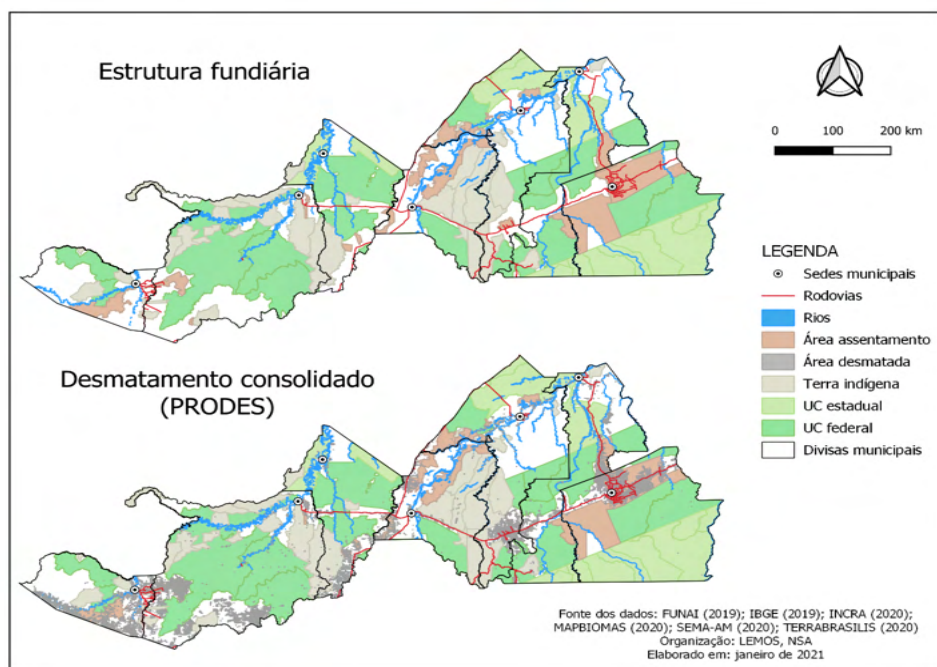 Estrutura fundiária
0 100 200 km
LEGENDA
Sedes municipais
Rodovias
Rios
Área assentamento
Área desmatada
Terra indígena
UC estadual
UC federal
Divisas municipais
Desmatamento consolidado
(PRODES)
Fonte dos dados: FUNAI (2019); IBGE (2019); INCRA (2020);
MAPBIOMAS (2020); SEMA-AM (2020); TERRABRASILIS (2020)
Organização: LEMOS, NSA
Elaborado em: janeiro de 2021